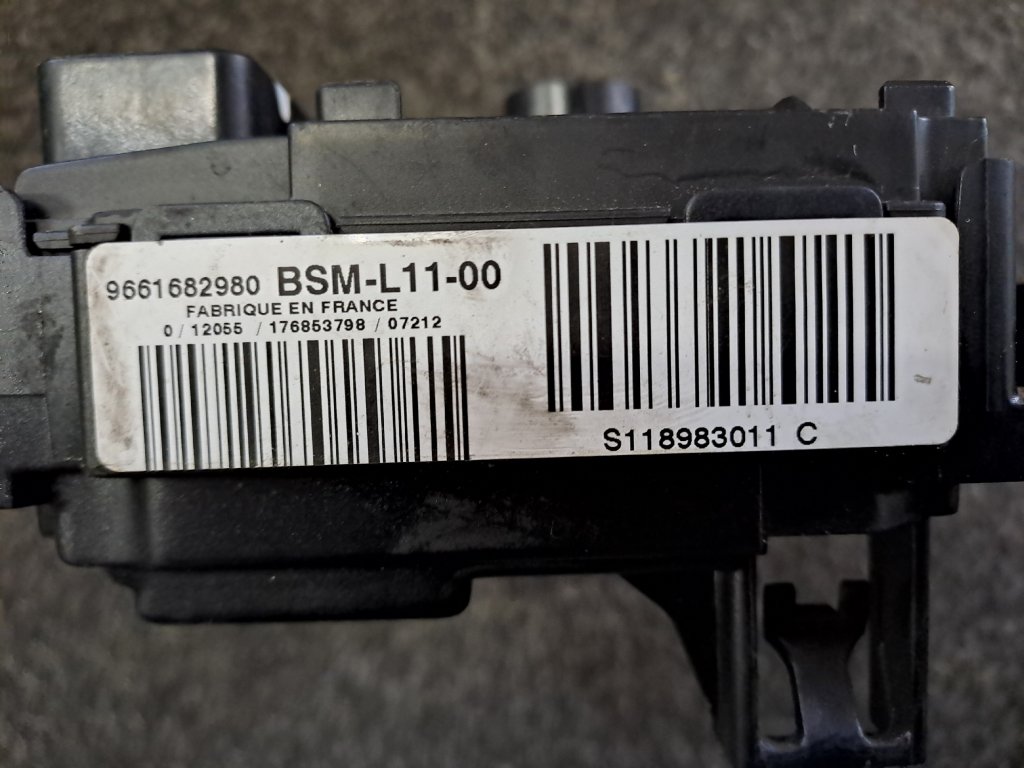 9661682980 BSM-L11-00
FABRIQUE EN FRANCE
0/12055 /176853798/07212
S118983011 C